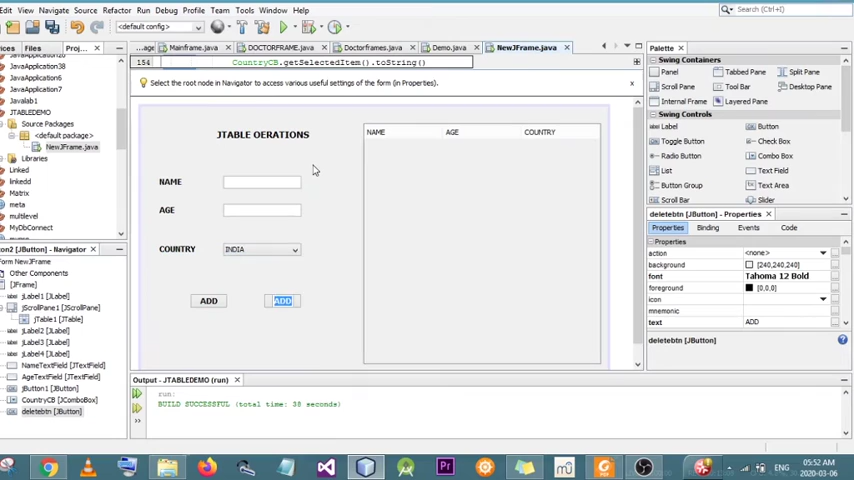 Edit View Navigate Source Refactor Run Debug Profile Team Tools Window Help
Search (Ctrl+I)
<default config>
Files Proj...
...age Mainframe.java DOCTORFRAME.java Doctorframes.java Demo.java NewJFrame.java
Palette
154 CountryCB.getSelectedItem().toString()
Select the root node in Navigator to access various useful settings of the form (in Properties). x
JavaApplication38
JavaApplication6
JavaApplication7
Javalab1
JTABLEDEMO
Source Packages
<default package>
NewJFrame.java
Libraries
Linked
linkedd
Matrix
meta
multilevel
MyDbConnect
JTABLE OERATIONS
NAME
AGE
COUNTRY INDIA
ADD ADD
NAME AGE COUNTRY
Swing Containers
Panel Tabbed Pane Split Pane
Scroll Pane Tool Bar Desktop Pane
Internal Frame Layered Pane
Swing Controls
Label Button
Toggle Button Check Box
Radio Button Combo Box
List Text Field
Button Group Text Area
Scroll Bar Slider
deletebtn [JButton] - Properties
Properties Binding Events Code
Properties
action <none>
background [240,240,240]
font Tahoma 12 Bold
foreground [0,0,0]
icon
mnemonic
text ADD
deletebtn [JButton]
...on2 [JButton] - Navigator
Form NewJFrame
Other Components
[JFrame]
jLabel1 [JLabel]
jScrollPane1 [JScrollPane]
jTable1 [JTable]
jLabel2 [JLabel]
jLabel3 [JLabel]
jLabel4 [JLabel]
NameTextField [JTextField]
AgeTextField [JTextField]
jButton1 [JButton]
CountryCB [JComboBox]
deletebtn [JButton]
Output - JTABLEDEMO (run)
run:
BUILD SUCCESSFUL (total time: 38 seconds)
ENG
05:52 AM
2020-03-06